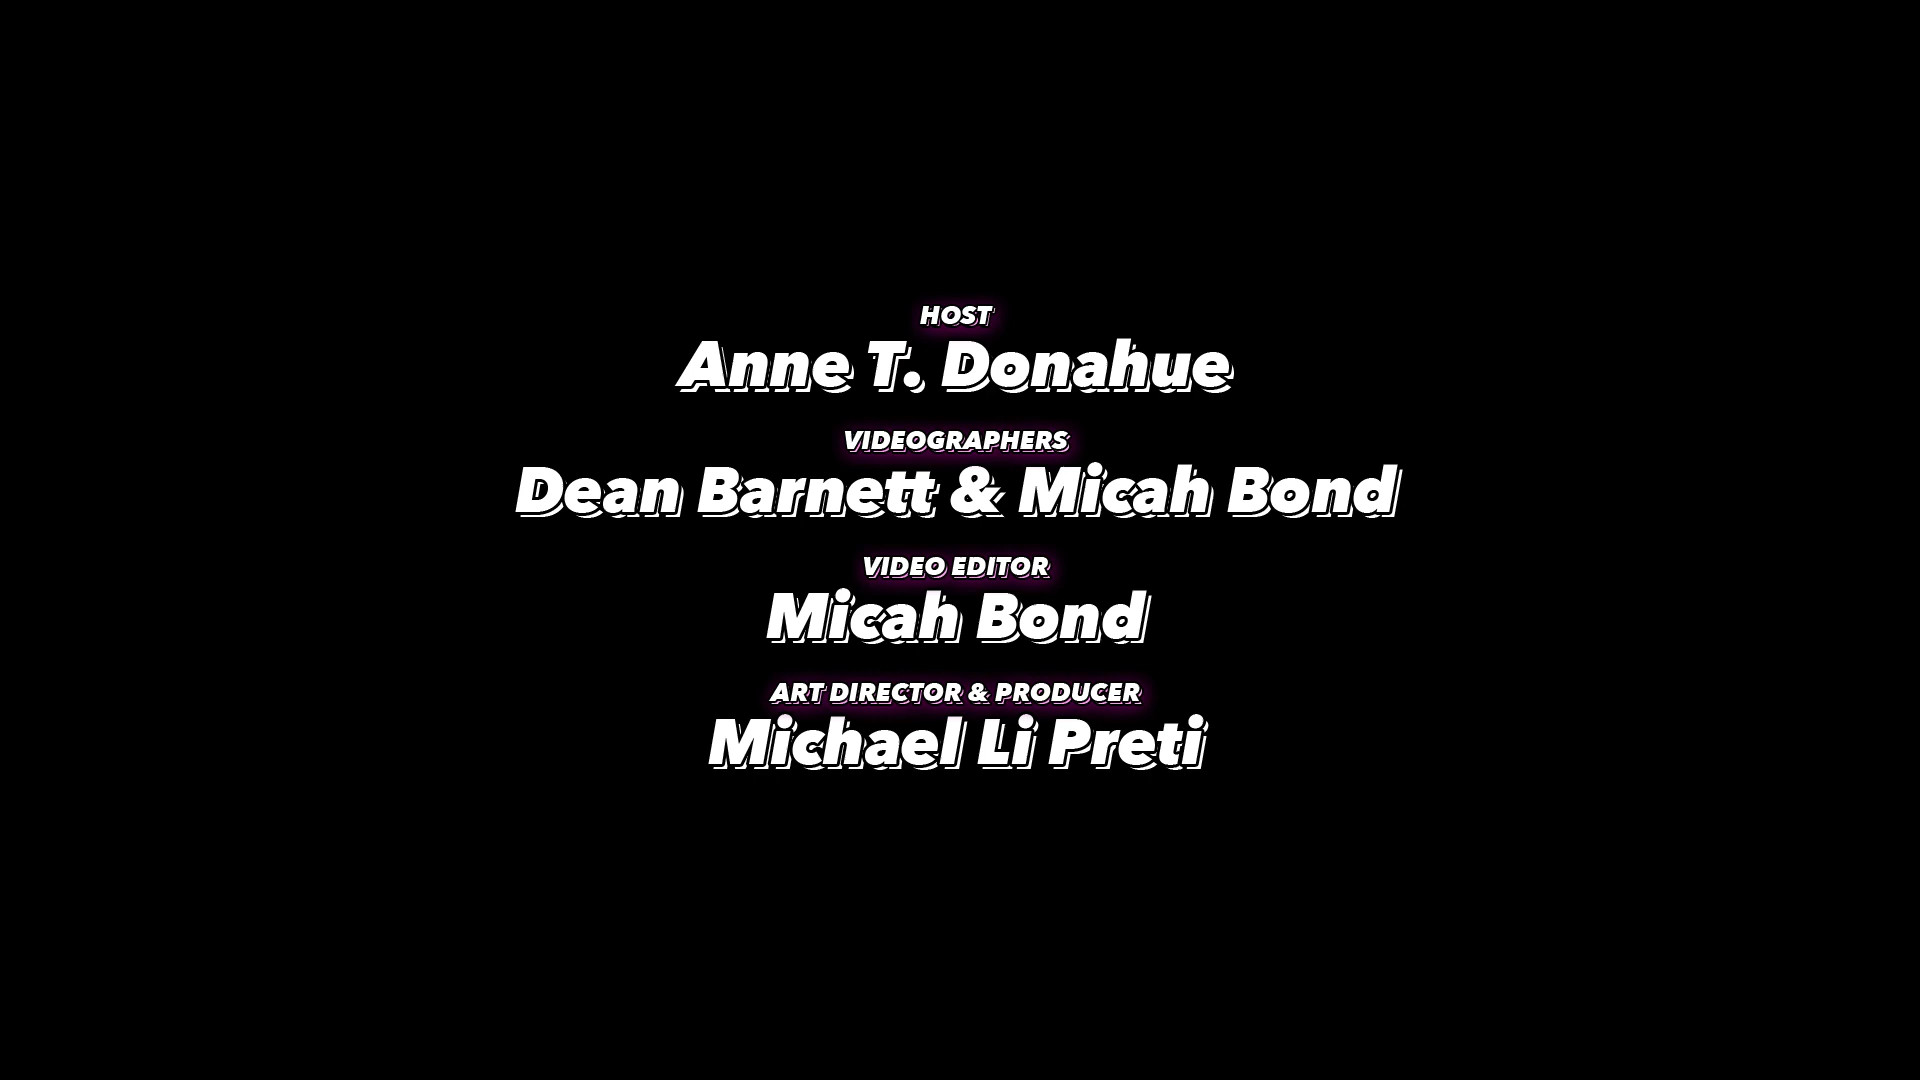 HOST
Anne T. Donahue
VIDEOGRAPHERS
Dean Barnett & Micah Bond
VIDEO EDITOR
Micah Bond
ART DIRECTOR & PRODUCER
Michael Li Preti